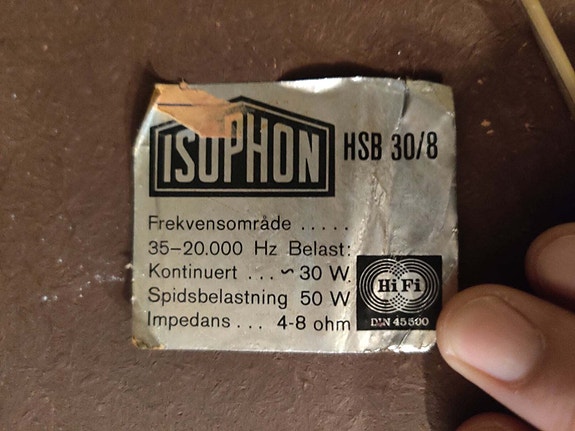 ISOPHON HSB 30/8
Frekvensområde .....
35–20.000 Hz Belast:
Kontinuert ... ~ 30 W
Spidsbelastning 50 W
Impedans ... 4-8 ohm
Hi Fi
DIN 45500